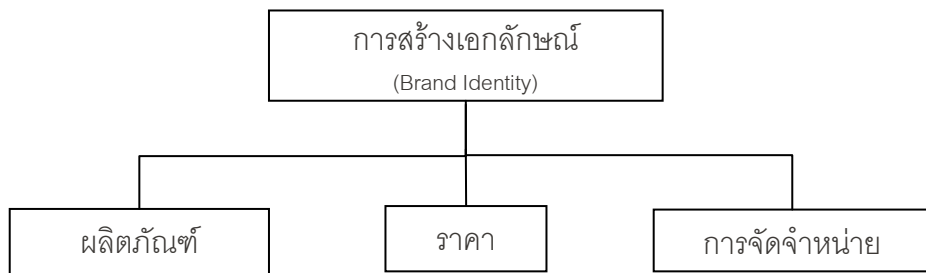 การสร้างเอกลักษณ์
(Brand Identity)
ผลิตภัณฑ์
ราคา
การจัดจำหน่าย